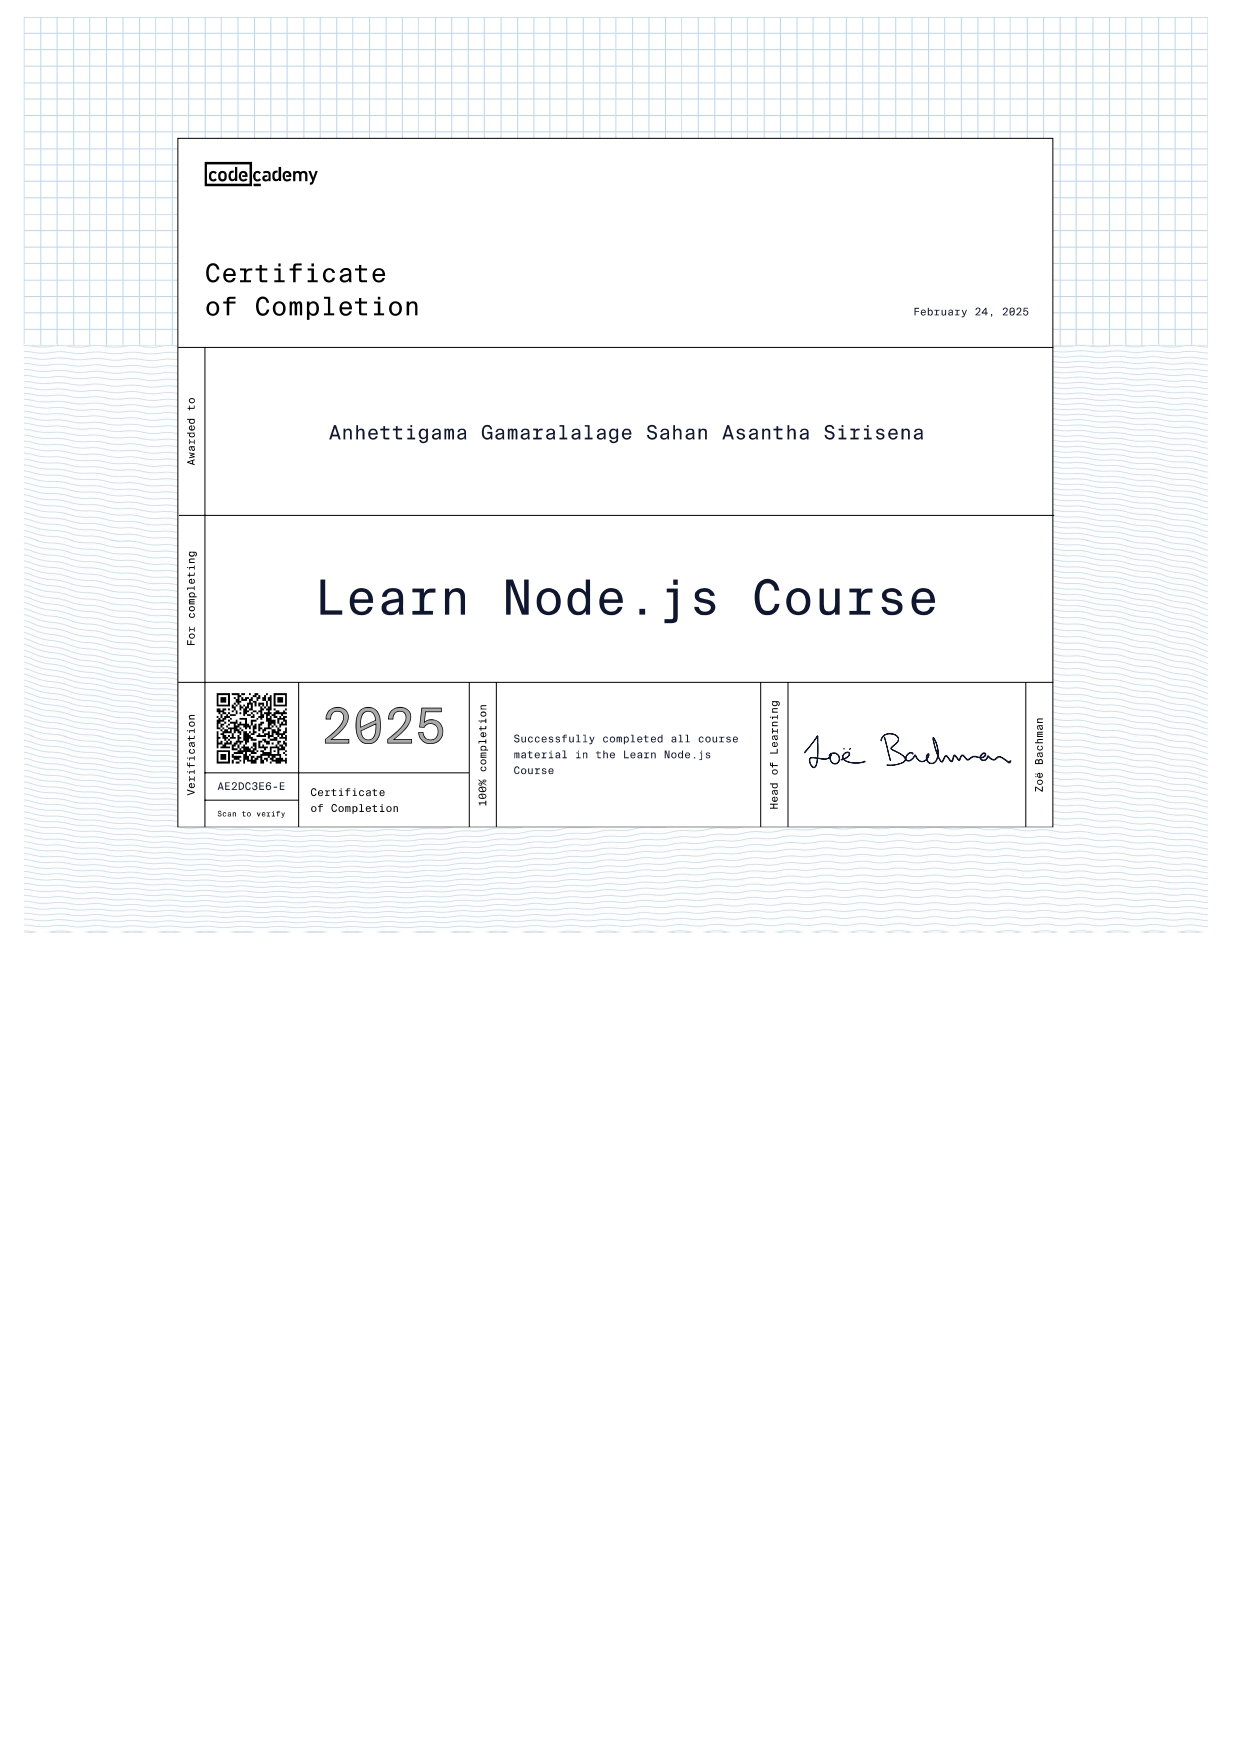 codecademy
Certificate
of Completion
February 24, 2025
Awarded to
Anhettigama Gamaralalage Sahan Asantha Sirisena
For completing
Learn Node.js Course
Verification
AE2DC3E6-E
Scan to verify
2025
Certificate
of Completion
100% completion
Successfully completed all course
material in the Learn Node.js
Course
Head of Learning
Zoë Bachman
Zoë Bachman